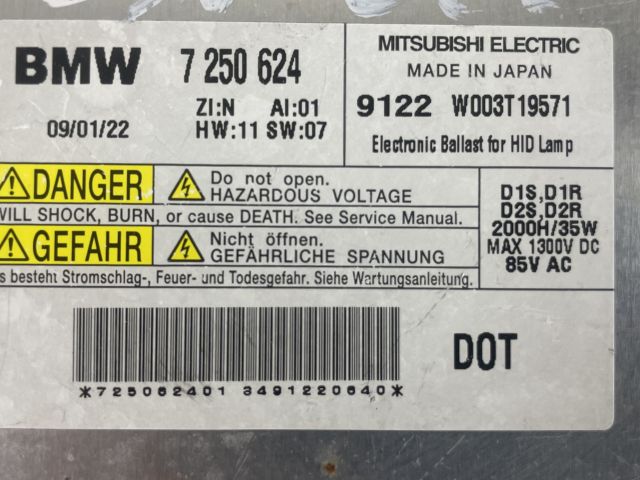 BMW 7 250 624
09/01/22
ZI:N AI:01
HW:11 SW:07
MITSUBISHI ELECTRIC
MADE IN JAPAN
9122 W003T19571
Electronic Ballast for HID Lamp
DANGER
Do not open.
HAZARDOUS VOLTAGE
WILL SHOCK, BURN, or cause DEATH. See Service Manual.
GEFAHR
Nicht öffnen.
GEFÄHRLICHE SPANNUNG
s besteht Stromschlag-, Feuer- und Todesgefahr. Siehe Wartungsanleitung.
D1S,D1R
D2S,D2R
2000H/35W
MAX 1300V DC
85V AC
*725062401 3491220640*
DOT